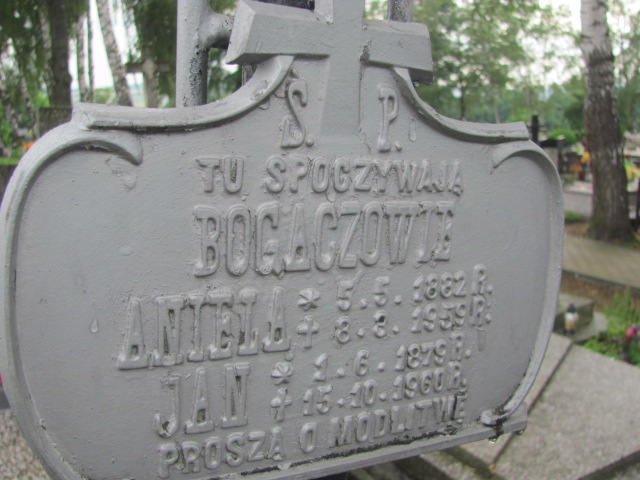 Ś. P.
TU SPOCZYWAJĄ
BOGACZOWIE
ANIELA * 5.5.1882 R.
+ 8.8.1959 R.
JAN * 1.6.1879 R.
+ 15.10.1960 R.
PROSZĄ O MODLITWĘ